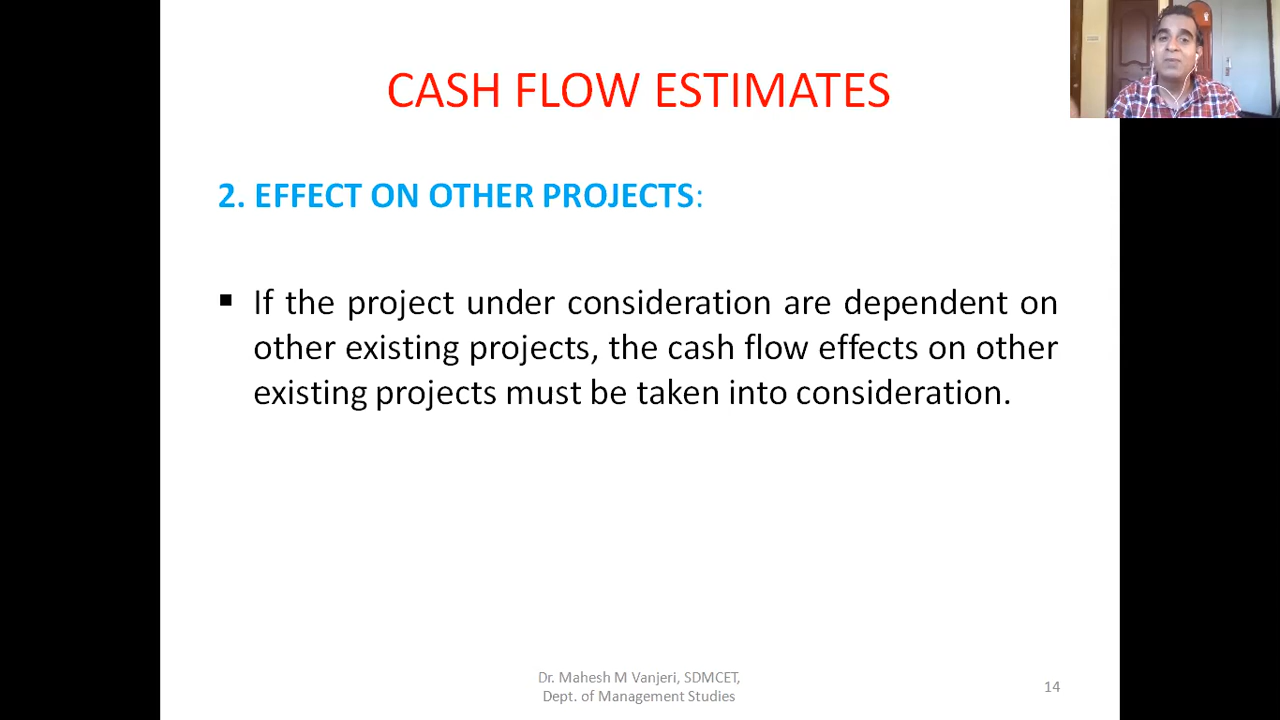 CASH FLOW ESTIMATES
2. EFFECT ON OTHER PROJECTS:
▪ If the project under consideration are dependent on
other existing projects, the cash flow effects on other
existing projects must be taken into consideration.
Dr. Mahesh M Vanjeri, SDMCET,
Dept. of Management Studies
14